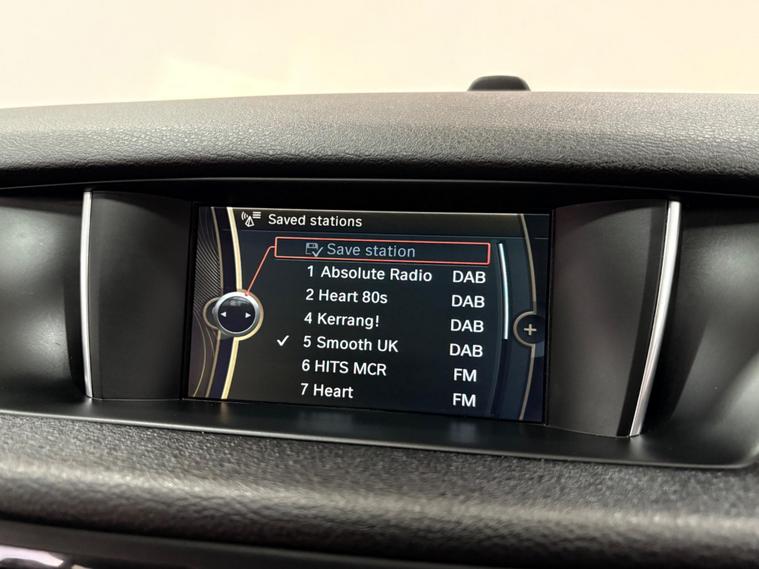 Saved stations
Save station
1 Absolute Radio DAB
2 Heart 80s DAB
4 Kerrang! DAB
5 Smooth UK DAB
6 HITS MCR FM
7 Heart FM